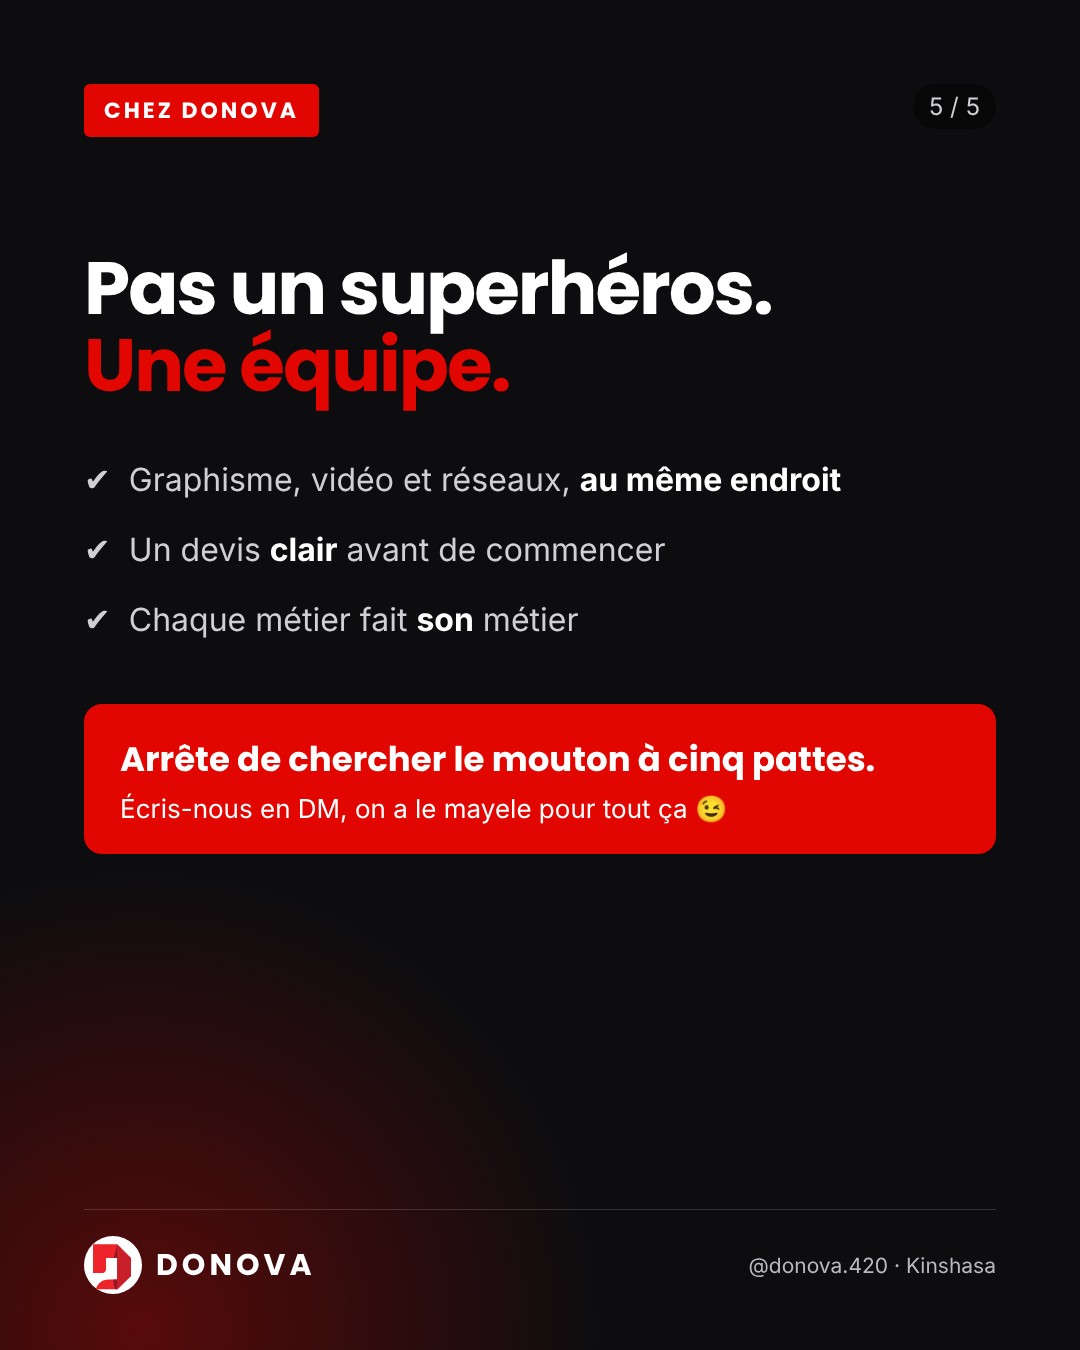 CHEZ DONOVA
5 / 5
Pas un superhéros.
Une équipe.
✔ Graphisme, vidéo et réseaux, au même endroit
✔ Un devis clair avant de commencer
✔ Chaque métier fait son métier
Arrête de chercher le mouton à cinq pattes.
Écris-nous en DM, on a le mayele pour tout ça 😉
DONOVA
@donova.420 · Kinshasa